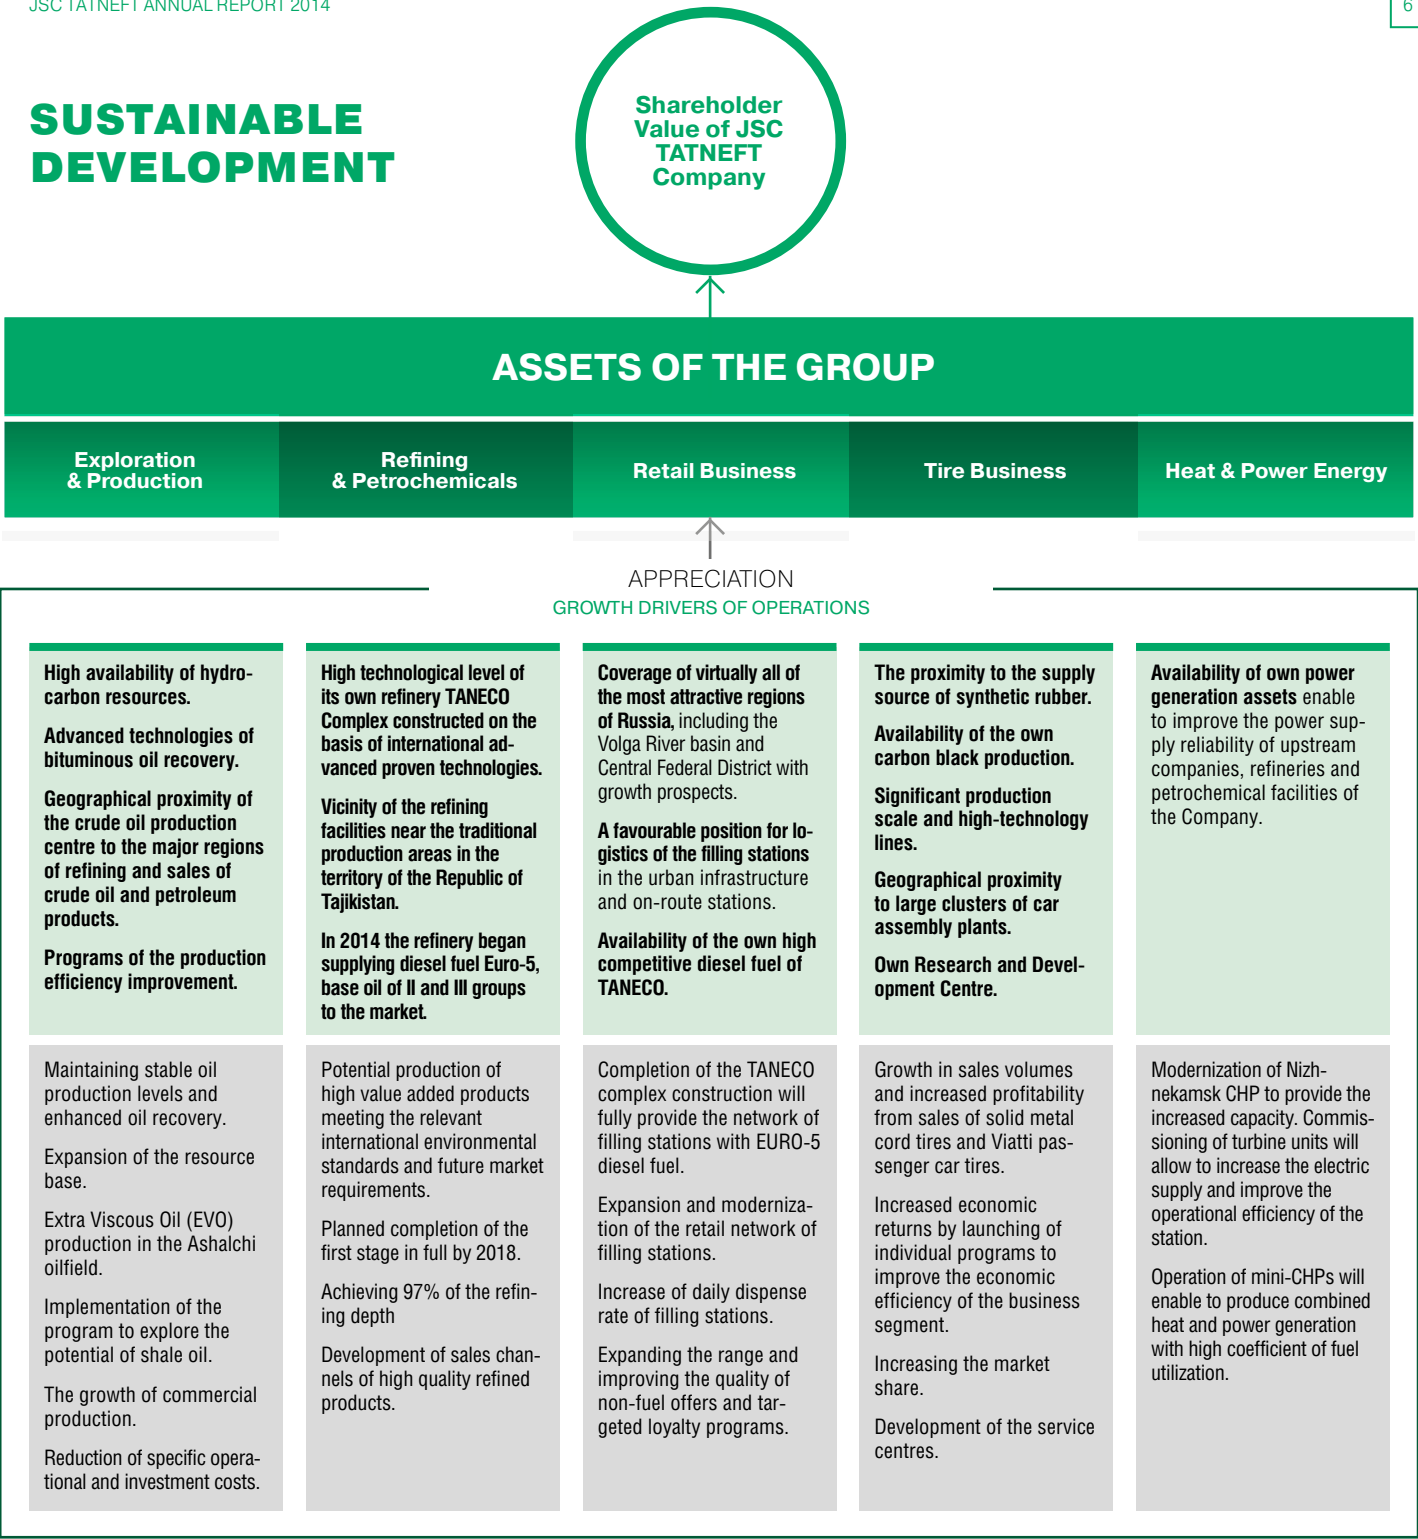 JSC TATNEFT ANNUAL REPORT 2014
6
SUSTAINABLE
DEVELOPMENT
Shareholder
Value of JSC
TATNEFT
Company
ASSETS OF THE GROUP
Exploration
& Production
Refining
& Petrochemicals
Retail Business
Tire Business
Heat & Power Energy
APPRECIATION
GROWTH DRIVERS OF OPERATIONS
High availability of hydro-
carbon resources.
Advanced technologies of
bituminous oil recovery.
Geographical proximity of
the crude oil production
centre to the major regions
of refining and sales of
crude oil and petroleum
products.
Programs of the production
efficiency improvement.
High technological level of
its own refinery TANECO
Complex constructed on the
basis of international ad-
vanced proven technologies.
Vicinity of the refining
facilities near the traditional
production areas in the
territory of the Republic of
Tajikistan.
In 2014 the refinery began
supplying diesel fuel Euro-5,
base oil of II and III groups
to the market.
Coverage of virtually all of
the most attractive regions
of Russia, including the
Volga River basin and
Central Federal District with
growth prospects.
A favourable position for lo-
gistics of the filling stations
in the urban infrastructure
and on-route stations.
Availability of the own high
competitive diesel fuel of
TANECO.
The proximity to the supply
source of synthetic rubber.
Availability of the own
carbon black production.
Significant production
scale and high-technology
lines.
Geographical proximity
to large clusters of car
assembly plants.
Own Research and Devel-
opment Centre.
Availability of own power
generation assets enable
to improve the power sup-
ply reliability of upstream
companies, refineries and
petrochemical facilities of
the Company.
Maintaining stable oil
production levels and
enhanced oil recovery.
Expansion of the resource
base.
Extra Viscous Oil (EVO)
production in the Ashalchi
oilfield.
Implementation of the
program to explore the
potential of shale oil.
The growth of commercial
production.
Reduction of specific opera-
tional and investment costs.
Potential production of
high value added products
meeting the relevant
international environmental
standards and future market
requirements.
Planned completion of the
first stage in full by 2018.
Achieving 97% of the refin-
ing depth
Development of sales chan-
nels of high quality refined
products.
Completion of the TANECO
complex construction will
fully provide the network of
filling stations with EURO-5
diesel fuel.
Expansion and moderniza-
tion of the retail network of
filling stations.
Increase of daily dispense
rate of filling stations.
Expanding the range and
improving the quality of
non-fuel offers and tar-
geted loyalty programs.
Growth in sales volumes
and increased profitability
from sales of solid metal
cord tires and Viatti pas-
senger car tires.
Increased economic
returns by launching of
individual programs to
improve the economic
efficiency of the business
segment.
Increasing the market
share.
Development of the service
centres.
Modernization of Nizh-
nekamsk CHP to provide the
increased capacity. Commis-
sioning of turbine units will
allow to increase the electric
supply and improve the
operational efficiency of the
station.
Operation of mini-CHPs will
enable to produce combined
heat and power generation
with high coefficient of fuel
utilization.